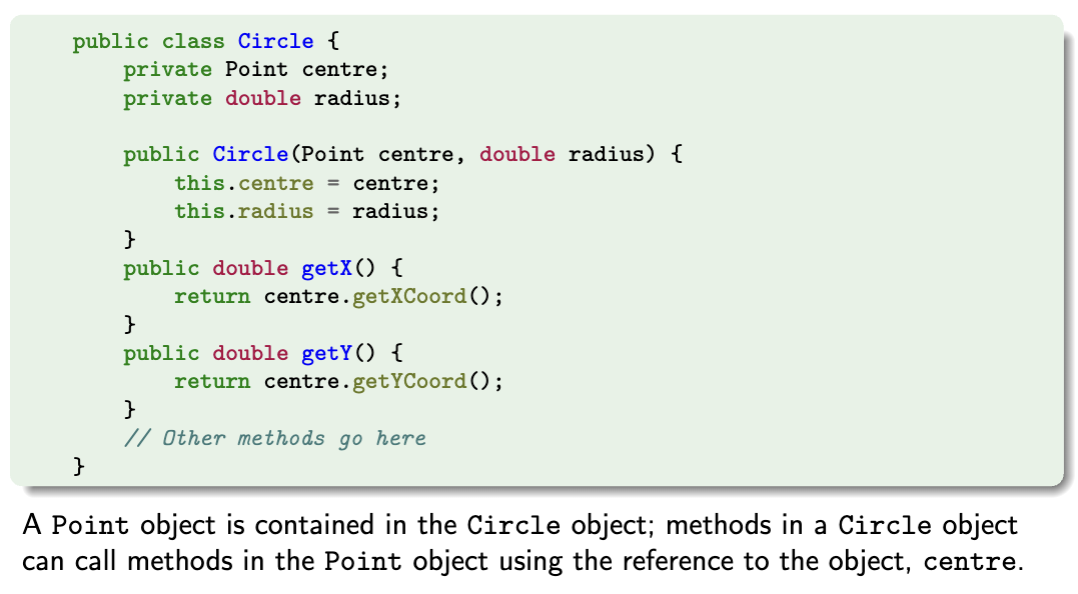 public class Circle {
    private Point centre;
    private double radius;

    public Circle(Point centre, double radius) {
        this.centre = centre;
        this.radius = radius;
    }
    public double getX() {
        return centre.getXCoord();
    }
    public double getY() {
        return centre.getYCoord();
    }
    // Other methods go here
}
A Point object is contained in the Circle object; methods in a Circle object
can call methods in the Point object using the reference to the object, centre.